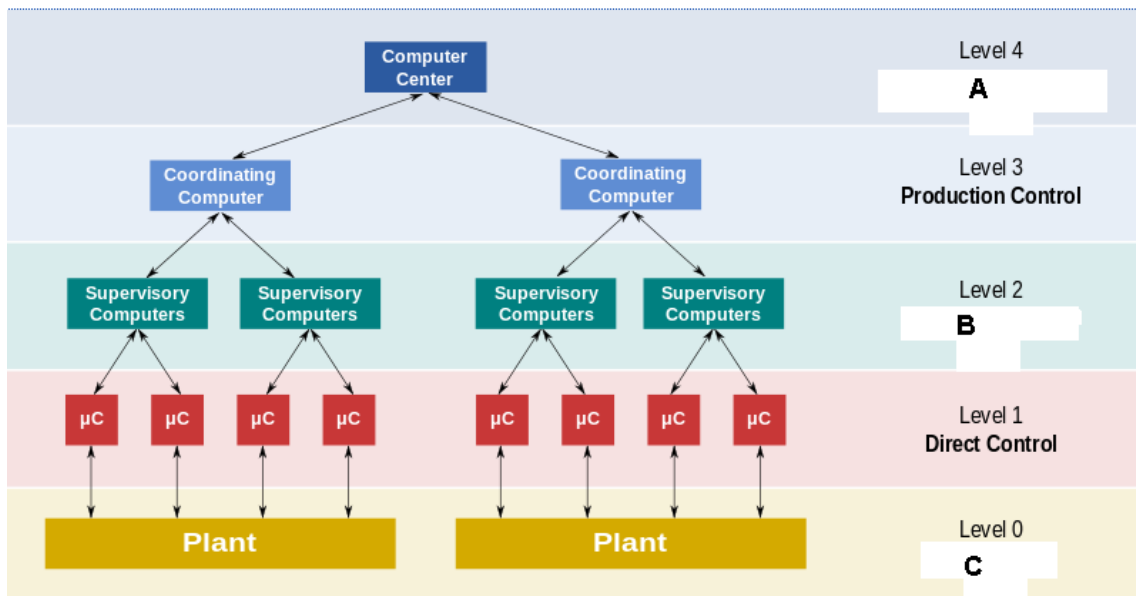 Computer
Center
Level 4
A
Coordinating
Computer
Coordinating
Computer
Level 3
Production Control
Supervisory
Computers
Supervisory
Computers
Supervisory
Computers
Supervisory
Computers
Level 2
B
µC
µC
µC
µC
µC
µC
µC
µC
Level 1
Direct Control
Plant
Plant
Level 0
C